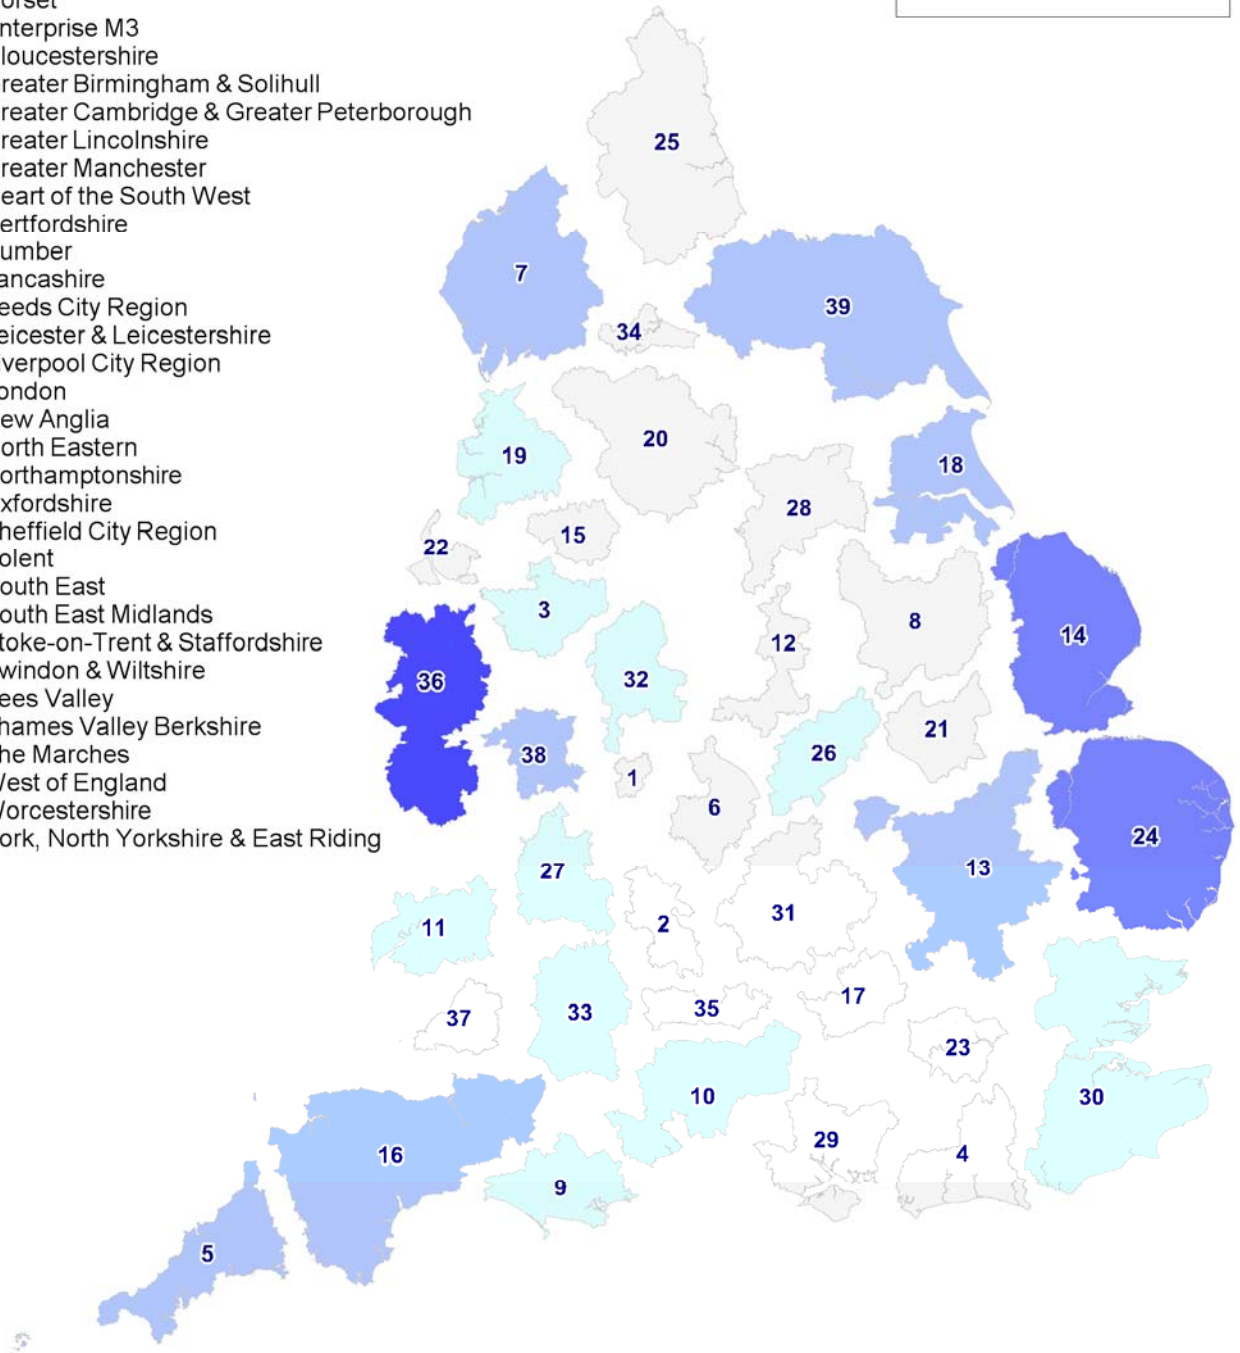 orset
nterprise M3
loucestershire
reater Birmingham & Solihull
reater Cambridge & Greater Peterborough
reater Lincolnshire
reater Manchester
eart of the South West
ertfordshire
umber
ancashire
eeds City Region
eicester & Leicestershire
iverpool City Region
ondon
ew Anglia
orth Eastern
orthamptonshire
xfordshire
heffield City Region
olent
outh East
outh East Midlands
toke-on-Trent & Staffordshire
windon & Wiltshire
ees Valley
hames Valley Berkshire
he Marches
Vest of England
Vorcestershire
ork, North Yorkshire & East Riding
25
7
39
34
20
19
18
28
15
22
3
8
14
12
32
36
21
26
38
1
6
24
13
27
31
2
11
17
33
35
37
23
10
30
29
4
16
9
5